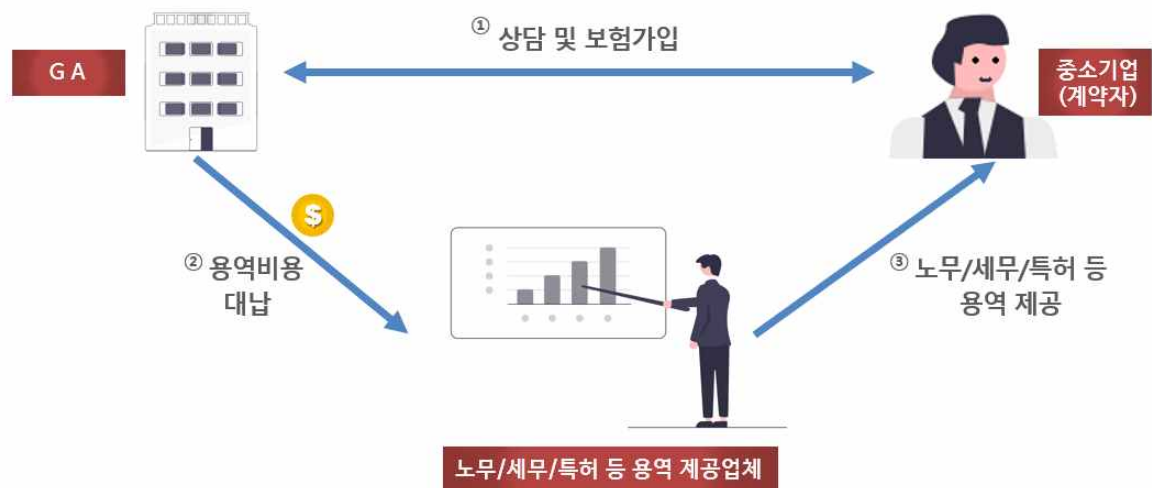 ① 상담 및 보험가입
G A
중소기업
(계약자)
$
② 용역비용
대납
③ 노무/세무/특허 등
용역 제공
노무/세무/특허 등 용역 제공업체